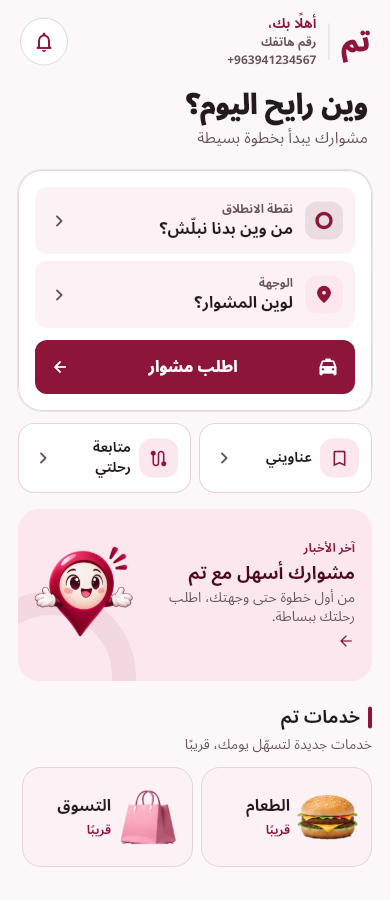 تم
أهلًا بك،
رقم هاتفك
+963941234567
وين رايح اليوم؟
مشوارك يبدأ بخطوة بسيطة
نقطة الانطلاق
من وين بدنا نبلّش؟
الوجهة
لوين المشوار؟
اطلب مشوار
عناويني
متابعة
رحلتي
آخر الأخبار
مشوارك أسهل مع تم
من أول خطوة حتى وجهتك، اطلب
رحلتك ببساطة.
خدمات تم
خدمات جديدة لتسهّل يومك، قريبًا
الطعام
قريبًا
التسوق
قريبًا